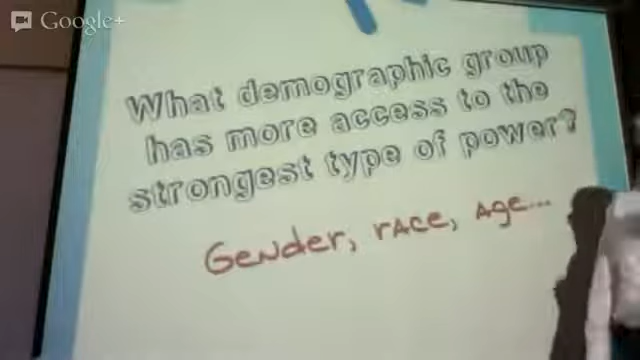 Google+
What demographic group
has more access to the
strongest type of power?
Gender, rAce, Age...